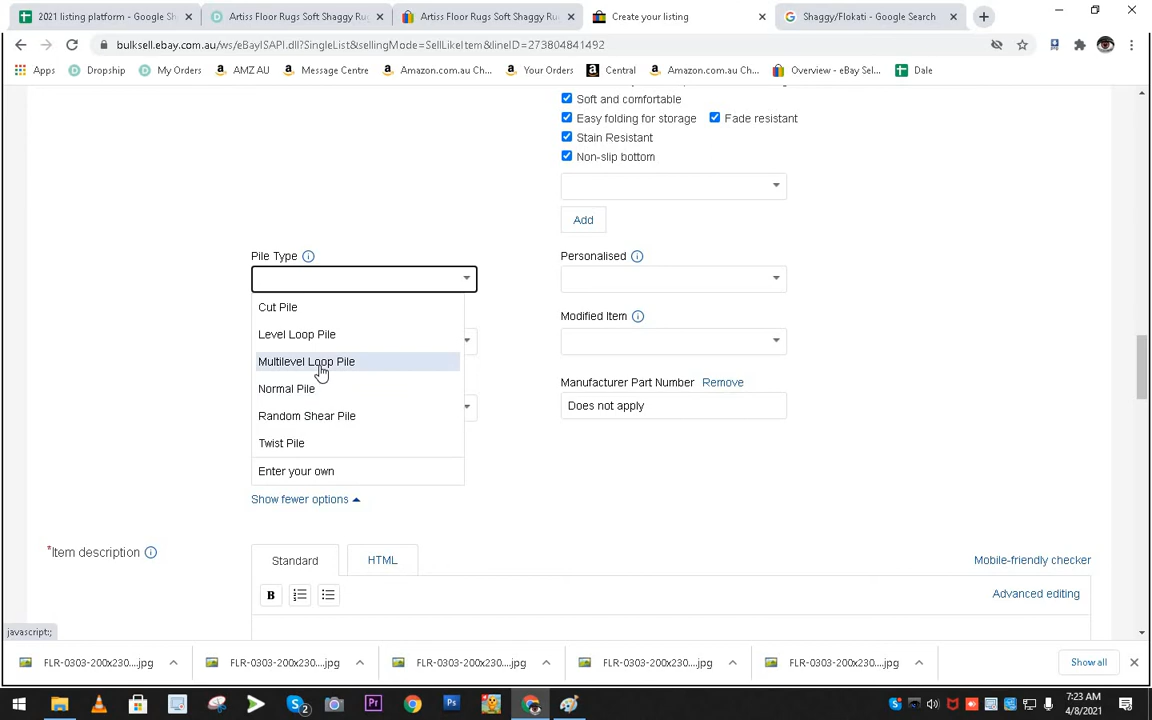 2021 listing platform - Google Sh
Artiss Floor Rugs Soft Shaggy Ru
Artiss Floor Rugs Soft Shaggy Ru
Create your listing
Shaggy/Flokati - Google Search
bulksell.ebay.com.au/ws/eBayISAPI.dll?SingleList&sellingMode=SellLikeItem&lineID=273804841492
Apps
Dropship
My Orders
AMZ AU
Message Centre
Amazon.com.au Ch...
Your Orders
Central
Amazon.com.au Ch...
Overview - eBay Sel...
Dale
Soft and comfortable
Easy folding for storage
Fade resistant
Stain Resistant
Non-slip bottom
Add
Pile Type
Personalised
Cut Pile
Level Loop Pile
Modified Item
Multilevel Loop Pile
Normal Pile
Manufacturer Part Number Remove
Does not apply
Random Shear Pile
Twist Pile
Enter your own
Show fewer options
*Item description
Standard
HTML
Mobile-friendly checker
B
Advanced editing
javascript:;
FLR-0303-200x230....jpg
FLR-0303-200x230....jpg
FLR-0303-200x230....jpg
FLR-0303-200x230....jpg
FLR-0303-200x230....jpg
Show all
7:23 AM
4/8/2021